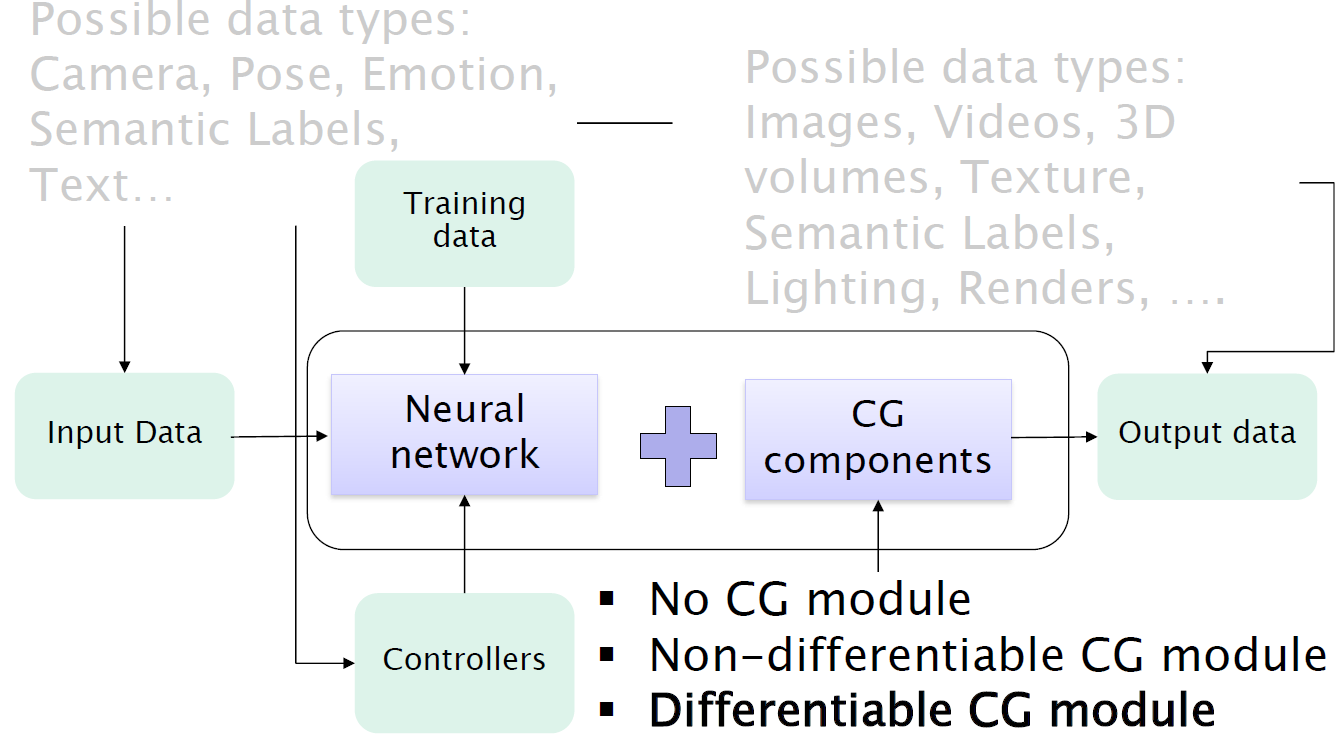 Possible data types:
Camera, Pose, Emotion,
Semantic Labels,
Text...
Possible data types:
Images, Videos, 3D
volumes, Texture,
Semantic Labels,
Lighting, Renders, ....
Training
data
Input Data
Neural
network
CG
components
Output data
Controllers
▪ No CG module
▪ Non-differentiable CG module
▪ Differentiable CG module